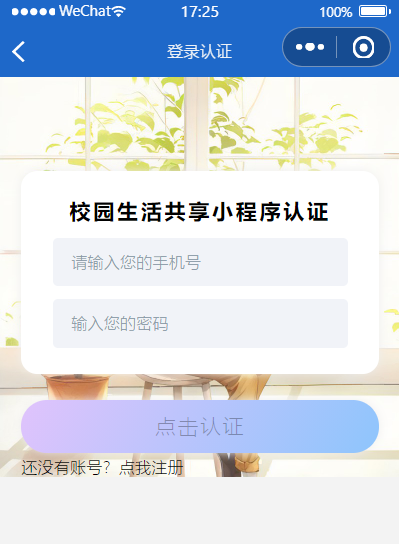 WeChat 17:25 100%
登录认证
校园生活共享小程序认证
请输入您的手机号
输入您的密码
点击认证
还没有账号？点我注册